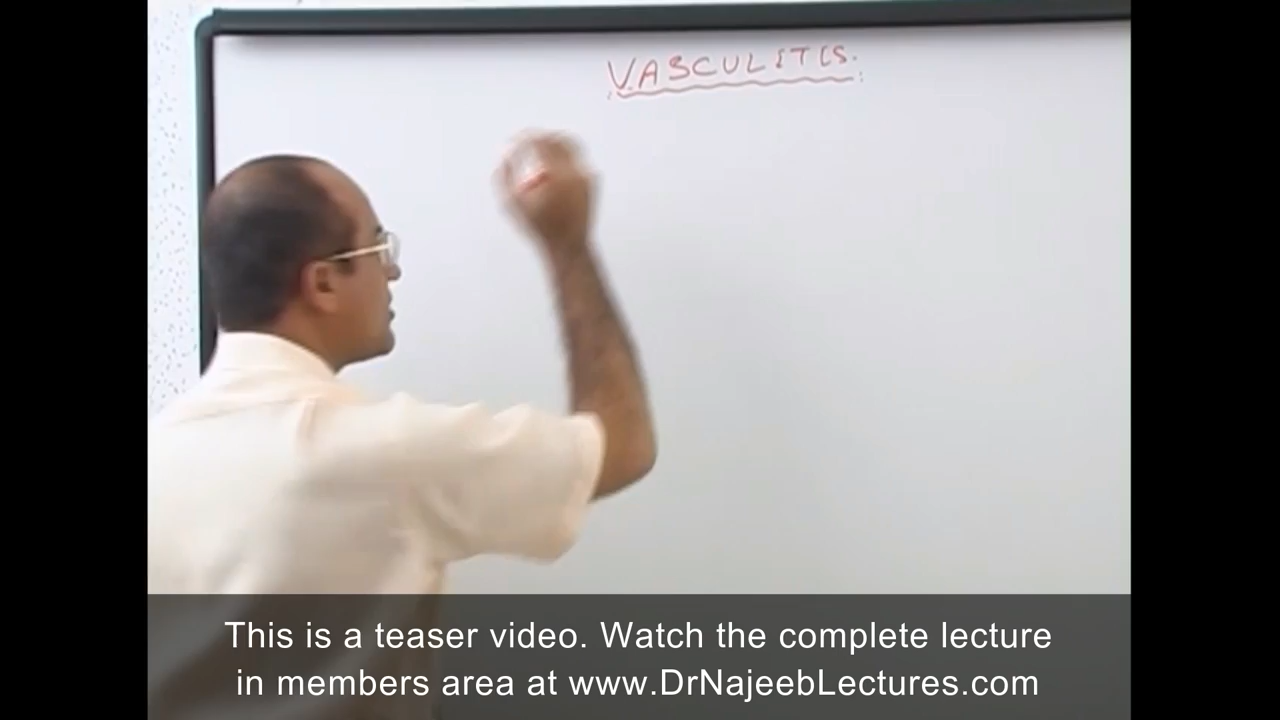 VASCULITIS.
This is a teaser video. Watch the complete lecture
in members area at www.DrNajeebLectures.com